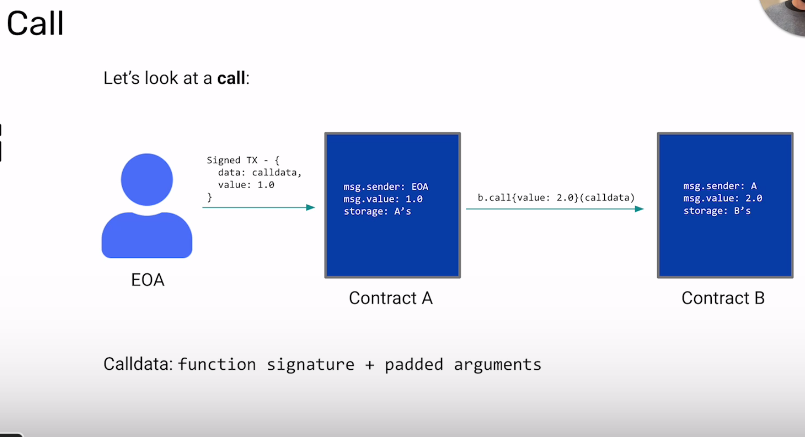 Call
Let's look at a call:
Signed TX - {
data: calldata,
value: 1.0
}
msg.sender: EOA
msg.value: 1.0
storage: A's
b.call{value: 2.0}(calldata)
msg.sender: A
msg.value: 2.0
storage: B's
EOA
Contract A
Contract B
Calldata: function signature + padded arguments